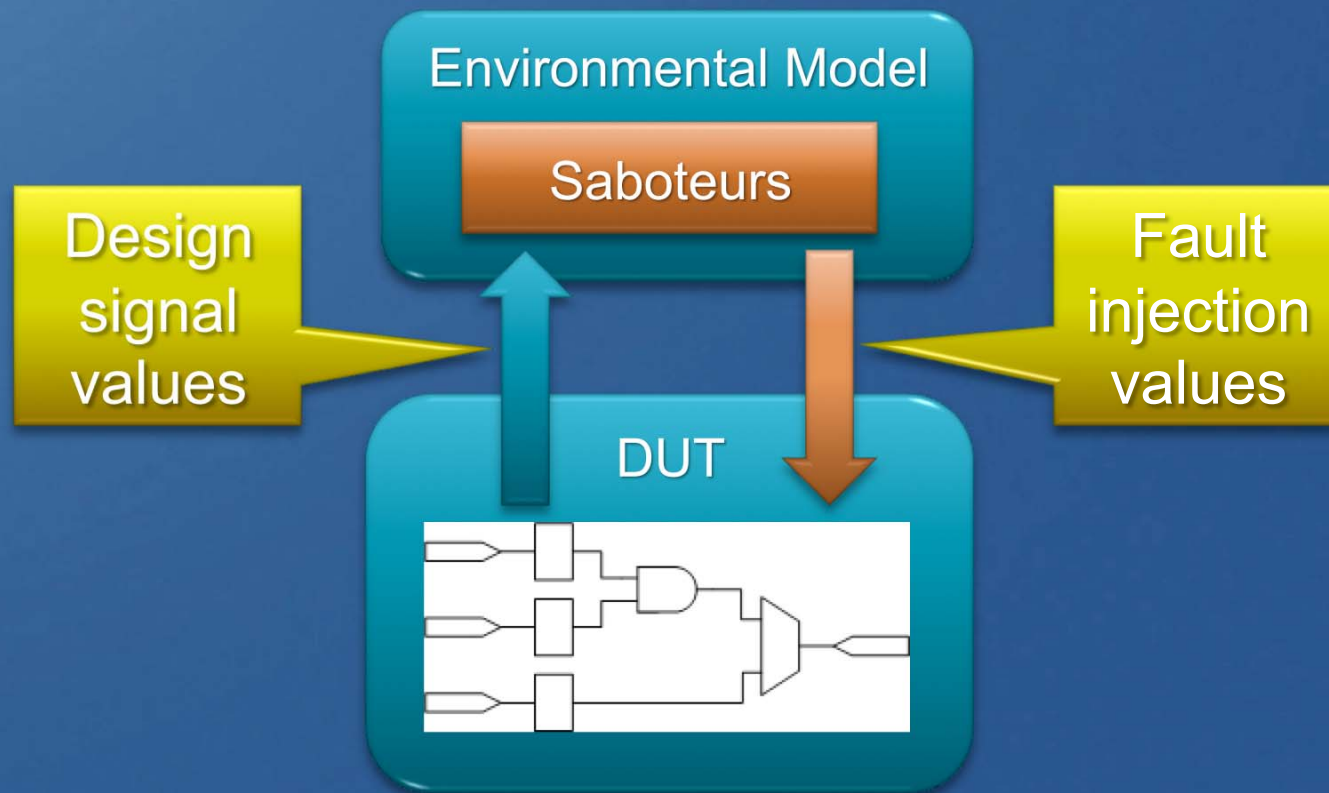 Environmental Model
Saboteurs
Design
signal
values
Fault
injection
values
DUT